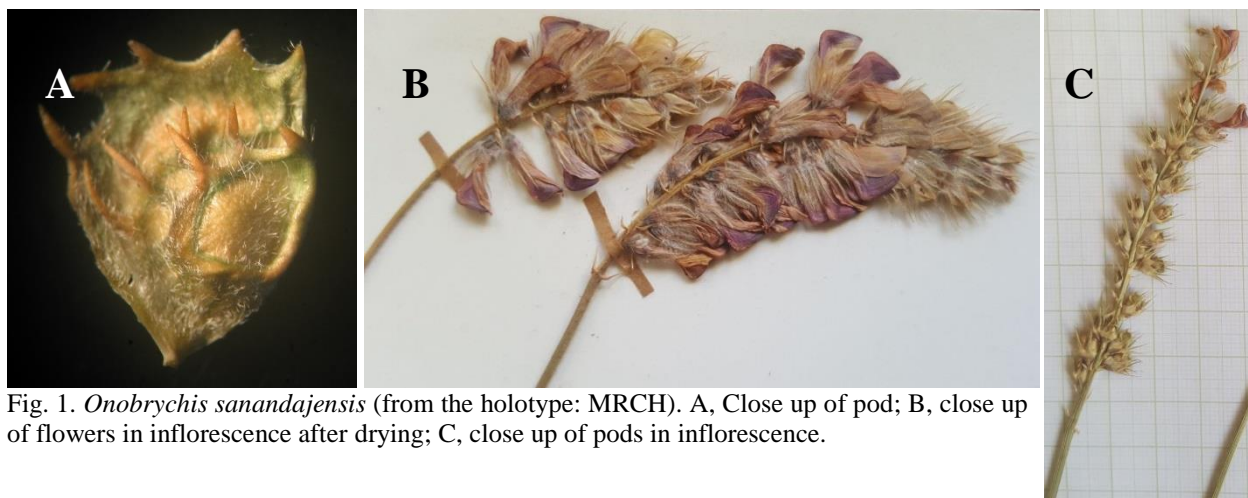 A
B
C
Fig. 1. Onobrychis sanandajensis (from the holotype: MRCH). A, Close up of pod; B, close up
of flowers in inflorescence after drying; C, close up of pods in inflorescence.